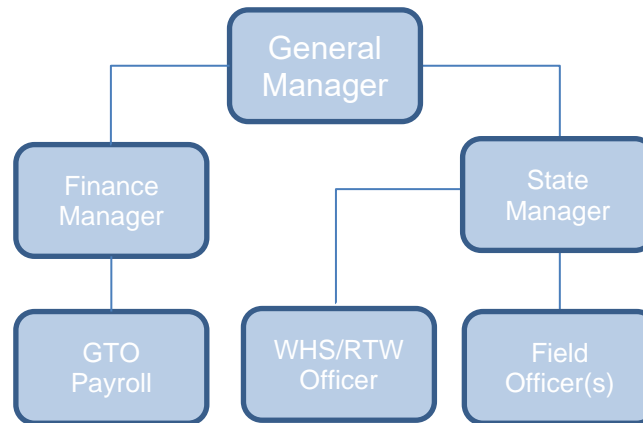 General
Manager
Finance
Manager
State
Manager
GTO
Payroll
WHS/RTW
Officer
Field
Officer(s)